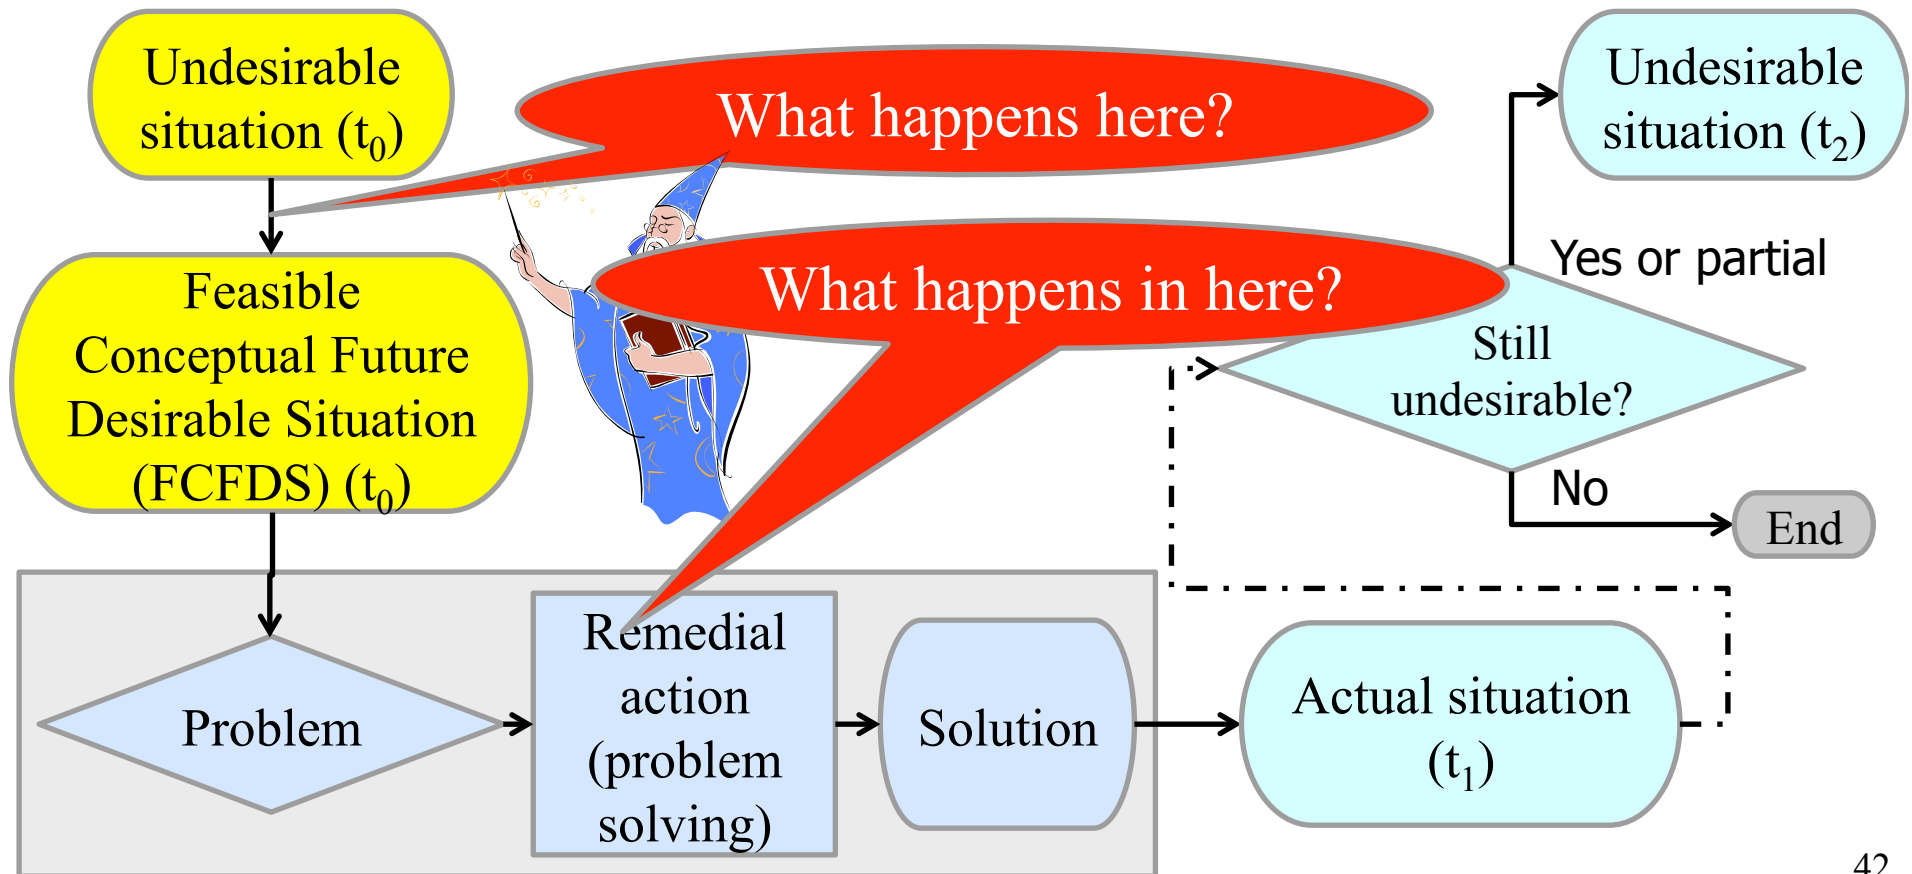 Undesirable
situation (t₀)
What happens here?
Undesirable
situation (t₂)
Feasible
Conceptual Future
Desirable Situation
(FCFDS) (t₀)
What happens in here?
Yes or partial
Still
undesirable?
No
End
Problem
Remedial
action
(problem
solving)
Solution
Actual situation
(t₁)
42